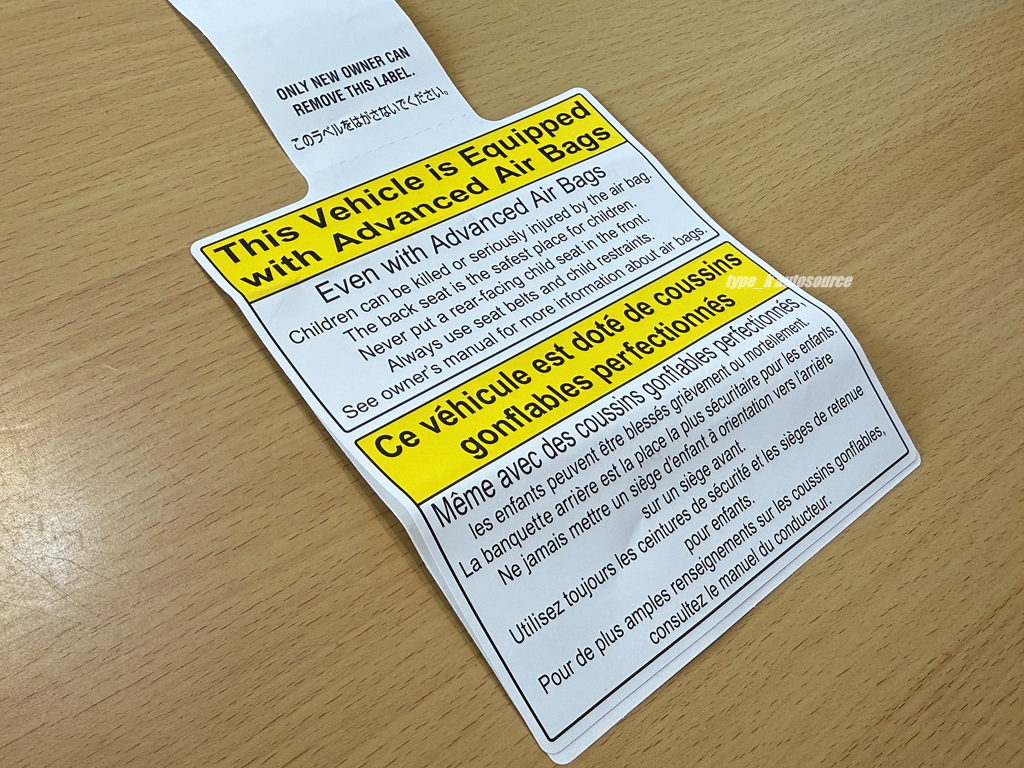 ONLY NEW OWNER CAN
REMOVE THIS LABEL.
このラベルをはがさないでください。
This Vehicle is Equipped
with Advanced Air Bags
Even with Advanced Air Bags
Children can be killed or seriously injured by the air bag.
The back seat is the safest place for children.
Never put a rear-facing child seat in the front.
Always use seat belts and child restraints.
See owner's manual for more information about air bags.
type_k autosource
Ce véhicule est doté de coussins
gonflables perfectionnés
Même avec des coussins gonflables perfectionnés,
les enfants peuvent être blessés grièvement ou mortellement.
La banquette arrière est la place la plus sécuritaire pour les enfants.
Ne jamais mettre un siège d'enfant à orientation vers l'arrière
sur un siège avant.
Utilisez toujours les ceintures de sécurité et les sièges de retenue
pour enfants.
Pour de plus amples renseignements sur les coussins gonflables,
consultez le manuel du conducteur.